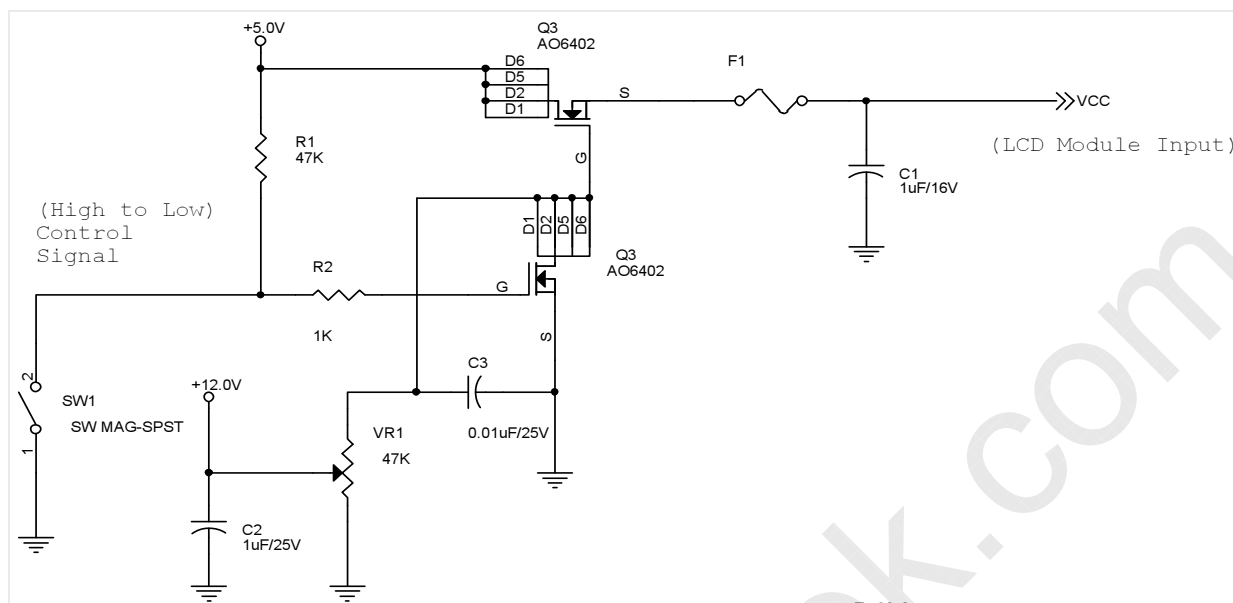 +5.0V
Q3
AO6402
D6
D5
D2
D1
S
F1
VCC
(LCD Module Input)
R1
47K
G
C1
1uF/16V
(High to Low)
Control
Signal
D1
D2
D5
D6
Q3
AO6402
R2
G
1K
S
C3
2
SW1
+12.0V
SW MAG-SPST
VR1
47K
0.01uF/25V
1
C2
1uF/25V
ok.com